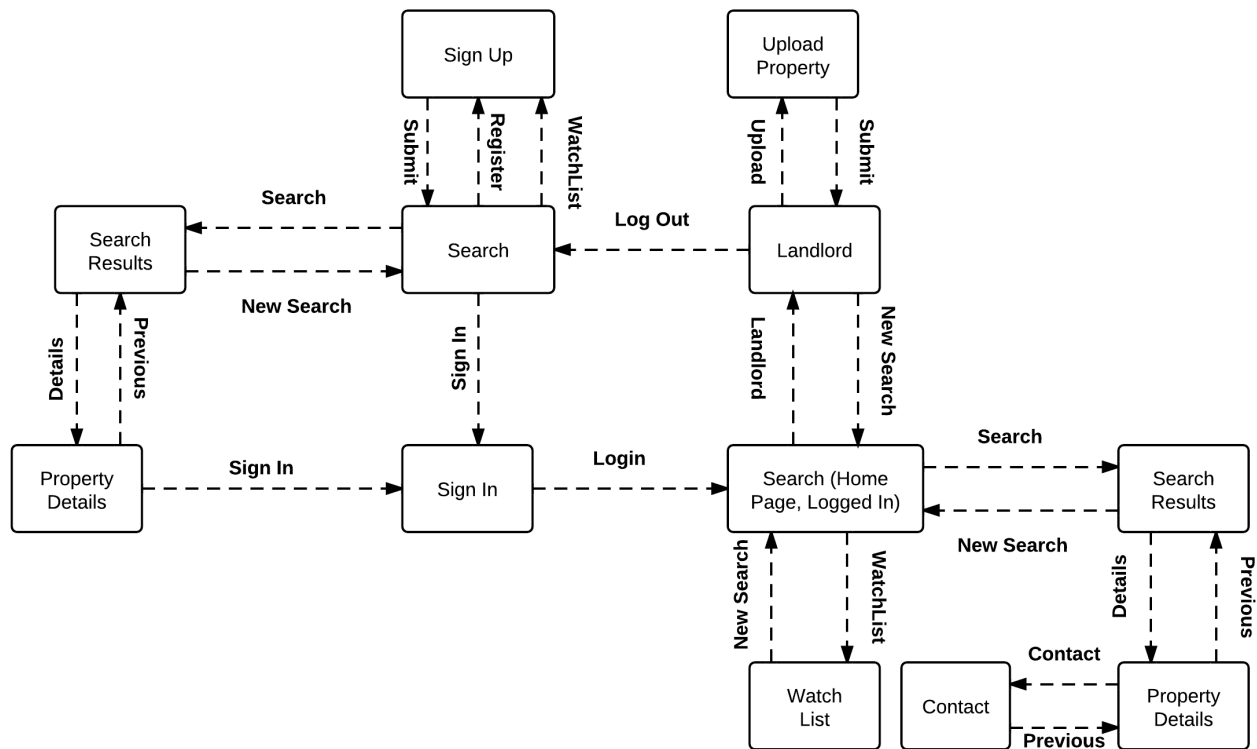 Sign Up
Upload
Property
Submit
Register
WatchList
Upload
Submit
Search
Log Out
Search
Results
Search
Landlord
New Search
Details
Previous
Sign In
Landlord
New Search
Search
Sign In
Login
Property
Details
Sign In
Search (Home
Page, Logged In)
Search
Results
New Search
New Search
WatchList
Details
Previous
Contact
Watch
List
Contact
Property
Details
Previous